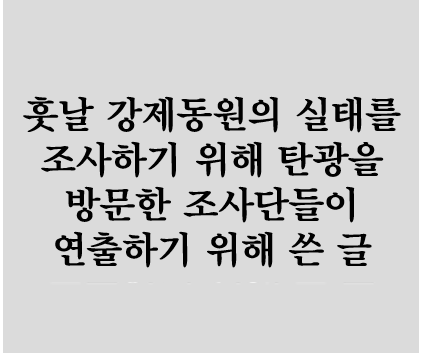 훗날 강제동원의 실태를
조사하기 위해 탄광을
방문한 조사단들이
연출하기 위해 쓴 글